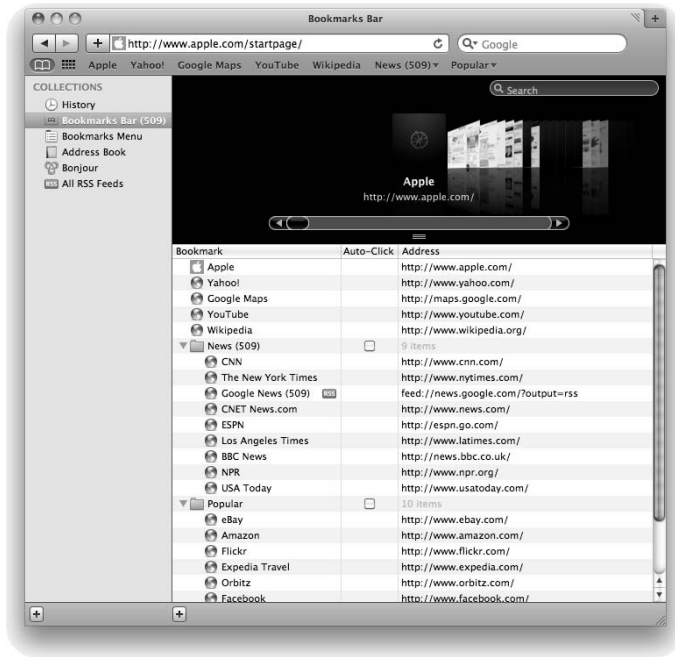 Bookmarks Bar
http://www.apple.com/startpage/
Google
Apple Yahoo! Google Maps YouTube Wikipedia News (509) Popular
COLLECTIONS
History
Bookmarks Bar (509)
Bookmarks Menu
Address Book
Bonjour
RSS All RSS Feeds
Search
Apple
http://www.apple.com/
Bookmark Auto-Click Address
Apple http://www.apple.com/
Yahoo! http://www.yahoo.com/
Google Maps http://maps.google.com/
YouTube http://www.youtube.com/
Wikipedia http://www.wikipedia.org/
News (509) 9 items
CNN http://www.cnn.com/
The New York Times http://www.nytimes.com/
Google News (509) RSS feed://news.google.com/?output=rss
CNET News.com http://www.news.com/
ESPN http://espn.go.com/
Los Angeles Times http://www.latimes.com/
BBC News http://news.bbc.co.uk/
NPR http://www.npr.org/
USA Today http://www.usatoday.com/
Popular 10 items
eBay http://www.ebay.com/
Amazon http://www.amazon.com/
Flickr http://www.flickr.com/
Expedia Travel http://www.expedia.com/
Orbitz http://www.orbitz.com/
Facebook http://www.facebook.com/